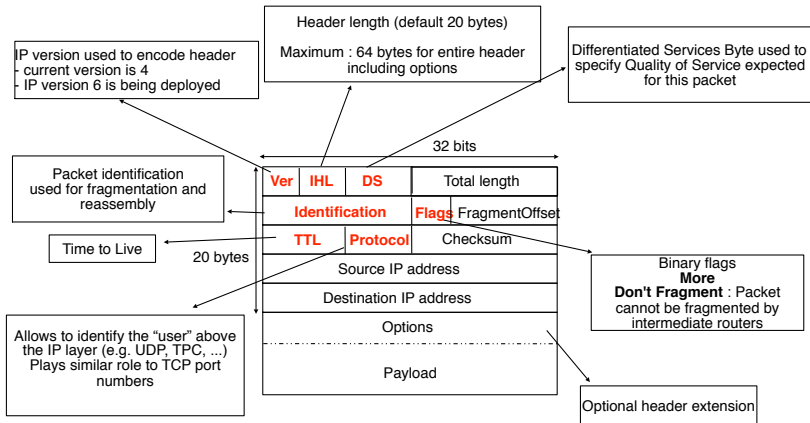 Header length (default 20 bytes)
Maximum : 64 bytes for entire header
including options
IP version used to encode header
- current version is 4
- IP version 6 is being deployed
Differentiated Services Byte used to
specify Quality of Service expected
for this packet
32 bits
Packet identification
used for fragmentation and
reassembly
Ver IHL DS Total length
Identification Flags FragmentOffset
TTL Protocol Checksum
Time to Live
20 bytes
Source IP address
Destination IP address
Options
Payload
Binary flags
More
Don't Fragment : Packet
cannot be fragmented by
intermediate routers
Allows to identify the “user” above
the IP layer (e.g. UDP, TPC, ...)
Plays similar role to TCP port
numbers
Optional header extension